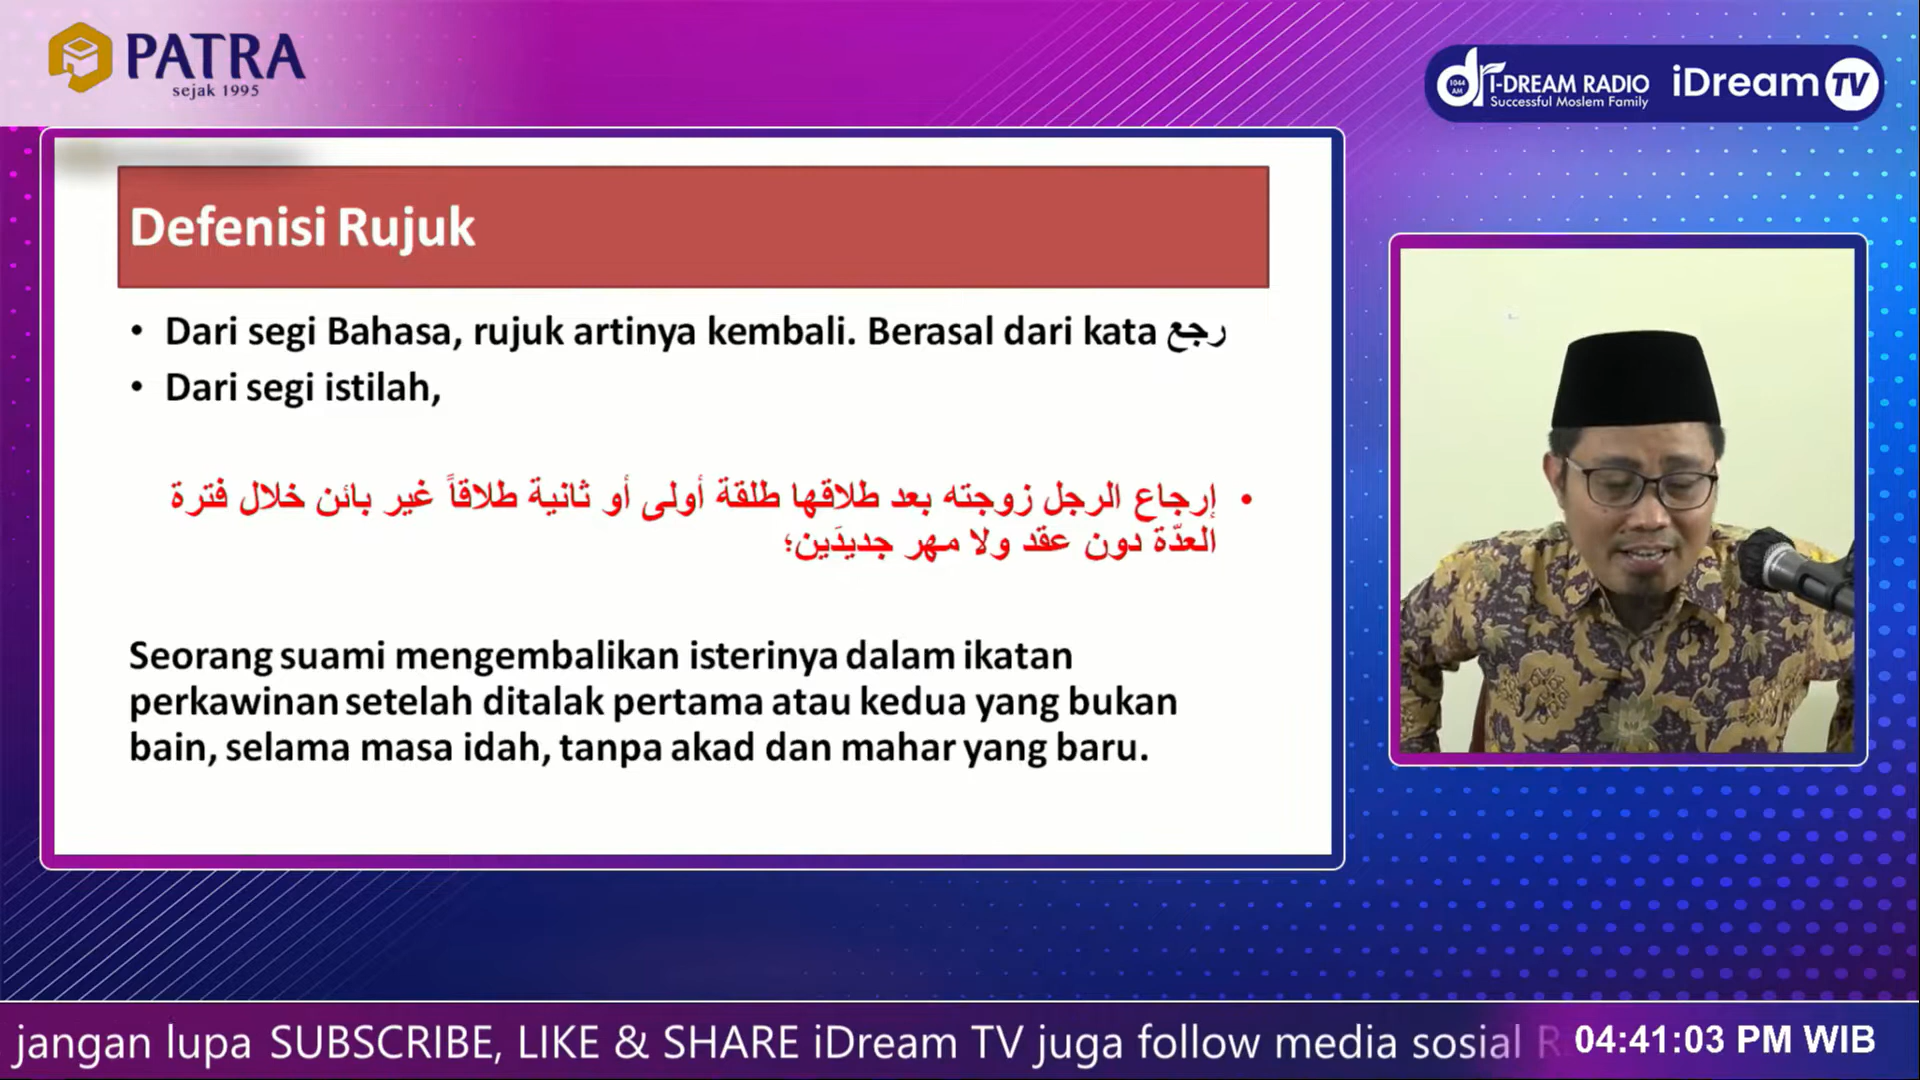 PATRA
sejak 1995
1044 AM
I-DREAM RADIO
Successful Moslem Family
iDream TV
Defenisi Rujuk
• Dari segi Bahasa, rujuk artinya kembali. Berasal dari kata رجع
• Dari segi istilah,
• إرجاع الرجل زوجته بعد طلاقها طلقة أولى أو ثانية طلاقاً غير بائن خلال فترة
العدّة دون عقد ولا مهر جديدَين؛
Seorang suami mengembalikan isterinya dalam ikatan
perkawinan setelah ditalak pertama atau kedua yang bukan
bain, selama masa idah, tanpa akad dan mahar yang baru.
jangan lupa SUBSCRIBE, LIKE & SHARE iDream TV juga follow media sosial R
04:41:03 PM WIB